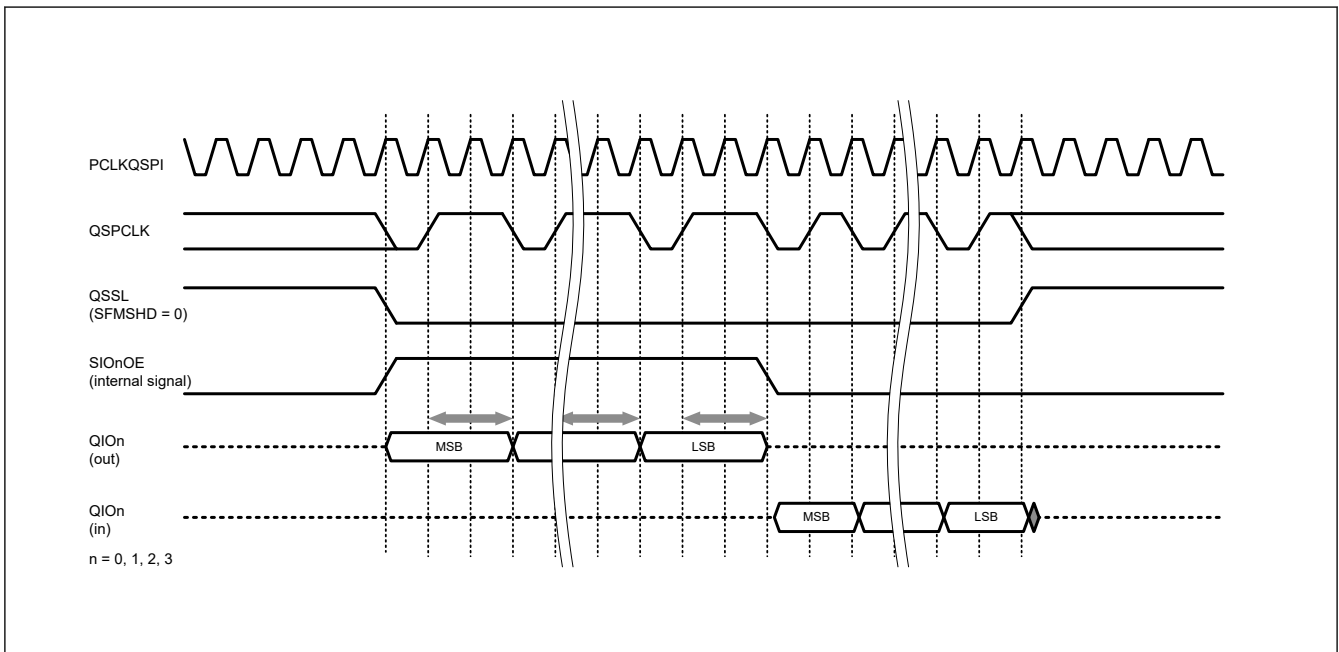 PCLKQSPI
QSPCLK
QSSL
(SFMSHD = 0)
SIOnOE
(internal signal)
QIOn
(out)
MSB
LSB
QIOn
(in)
MSB
LSB
n = 0, 1, 2, 3